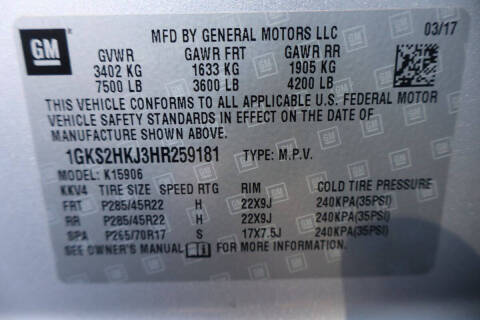 GM
MFD BY GENERAL MOTORS LLC
03/17
GVWR GAWR FRT GAWR RR
3402 KG 1633 KG 1905 KG
7500 LB 3600 LB 4200 LB
THIS VEHICLE CONFORMS TO ALL APPLICABLE U.S. FEDERAL MOTOR
VEHICLE SAFETY STANDARDS IN EFFECT ON THE DATE OF
MANUFACTURE SHOWN ABOVE.
1GKS2HKJ3HR259181 TYPE: M.P.V.
MODEL: K15906
KKV4 TIRE SIZE SPEED RTG RIM COLD TIRE PRESSURE
FRT P285/45R22 H 22X9J 240KPA(35PSI)
RR P285/45R22 H 22X9J 240KPA(35PSI)
SPA P265/70R17 S 17X7.5J 240KPA(35PSI)
SEE OWNER'S MANUAL FOR MORE INFORMATION.